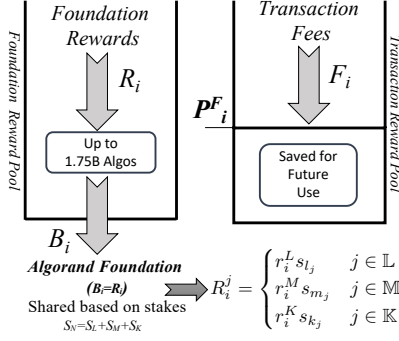 Foundation
Rewards
R_i
Foundation
Reward Pool
Up to
1.75B Algos
B_i
Algorand Foundation
(B_i=R_i)
Shared based on stakes
S_N=S_L+S_M+S_K
Transaction
Fees
F_i
P^F_i
Transaction Reward Pool
Saved for
Future
Use
R_i^j = { r_i^L s_{l_j} j ∈ 𝕃
r_i^M s_{m_j} j ∈ 𝕄
r_i^K s_{k_j} j ∈ 𝕂